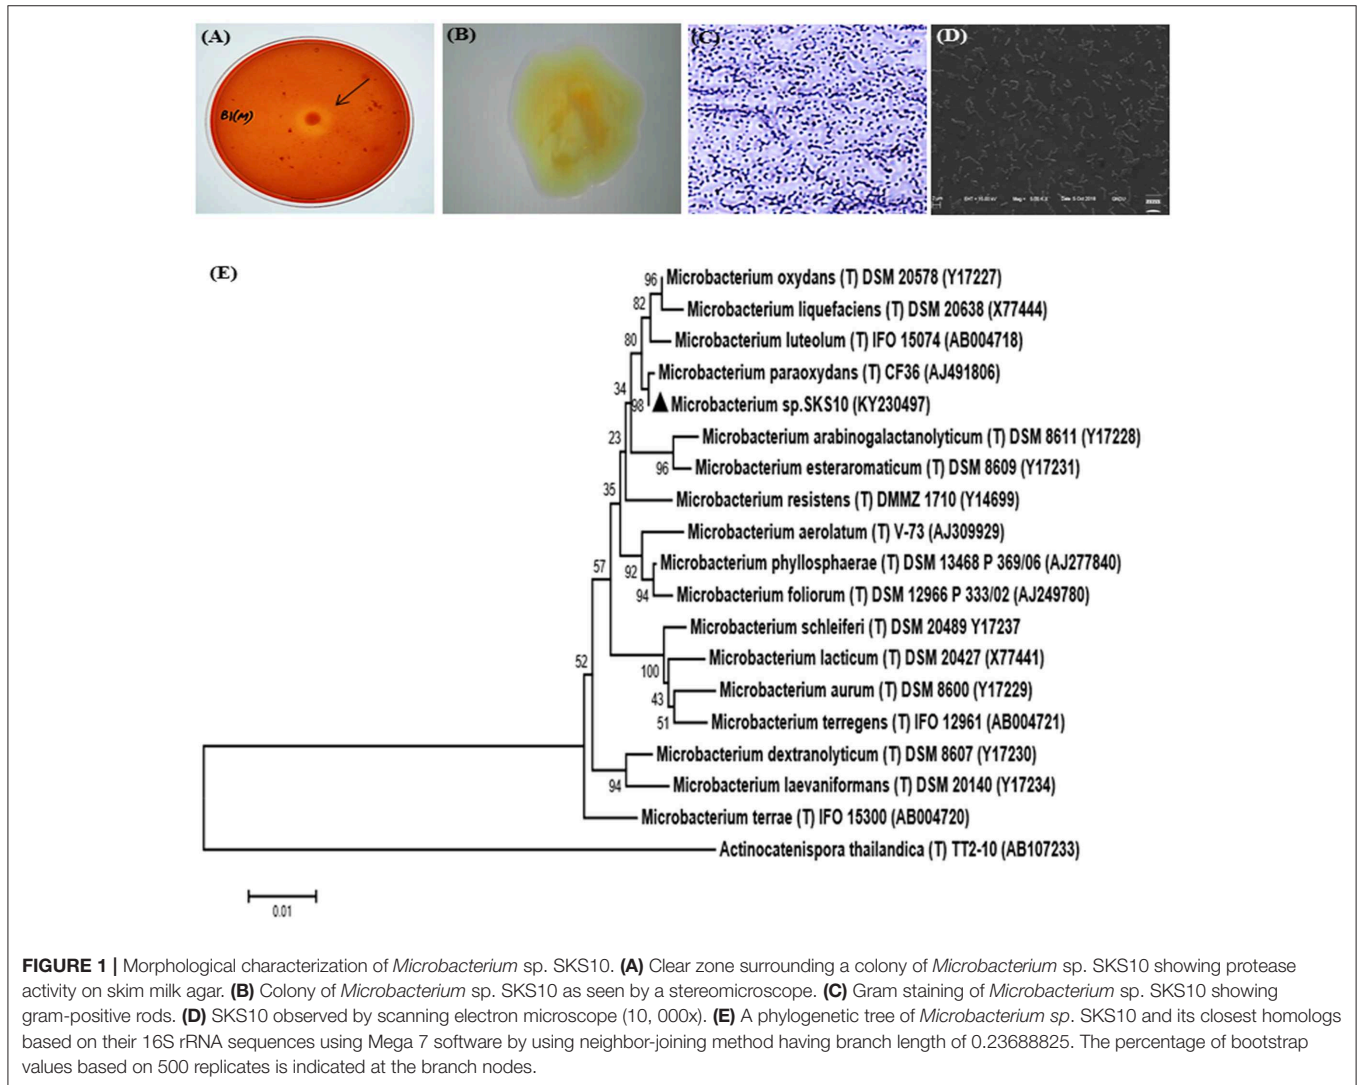 (A)
B1(M)
(B)
(C)
(D)
Date :5 Oct 2016
(E)
96
Microbacterium oxydans (T) DSM 20578 (Y17227)
82
Microbacterium liquefaciens (T) DSM 20638 (X77444)
80
Microbacterium luteolum (T) IFO 15074 (AB004718)
Microbacterium paraoxydans (T) CF36 (AJ491806)
34
98
Microbacterium sp.SKS10 (KY230497)
23
Microbacterium arabinogalactanolyticum (T) DSM 8611 (Y17228)
96
Microbacterium esteraromaticum (T) DSM 8609 (Y17231)
35
Microbacterium resistens (T) DMMZ 1710 (Y14699)
Microbacterium aerolatum (T) V-73 (AJ309929)
57
92
Microbacterium phyllosphaerae (T) DSM 13468 P 369/06 (AJ277840)
94
Microbacterium foliorum (T) DSM 12966 P 333/02 (AJ249780)
Microbacterium schleiferi (T) DSM 20489 Y17237
52
100
Microbacterium lacticum (T) DSM 20427 (X77441)
43
Microbacterium aurum (T) DSM 8600 (Y17229)
51
Microbacterium terregens (T) IFO 12961 (AB004721)
Microbacterium dextranolyticum (T) DSM 8607 (Y17230)
94
Microbacterium laevaniformans (T) DSM 20140 (Y17234)
Microbacterium terrae (T) IFO 15300 (AB004720)
Actinocatenispora thailandica (T) TT2-10 (AB107233)
0.01
FIGURE 1 | Morphological characterization of Microbacterium sp. SKS10. (A) Clear zone surrounding a colony of Microbacterium sp. SKS10 showing protease
activity on skim milk agar. (B) Colony of Microbacterium sp. SKS10 as seen by a stereomicroscope. (C) Gram staining of Microbacterium sp. SKS10 showing
gram-positive rods. (D) SKS10 observed by scanning electron microscope (10, 000x). (E) A phylogenetic tree of Microbacterium sp. SKS10 and its closest homologs
based on their 16S rRNA sequences using Mega 7 software by using neighbor-joining method having branch length of 0.23688825. The percentage of bootstrap
values based on 500 replicates is indicated at the branch nodes.